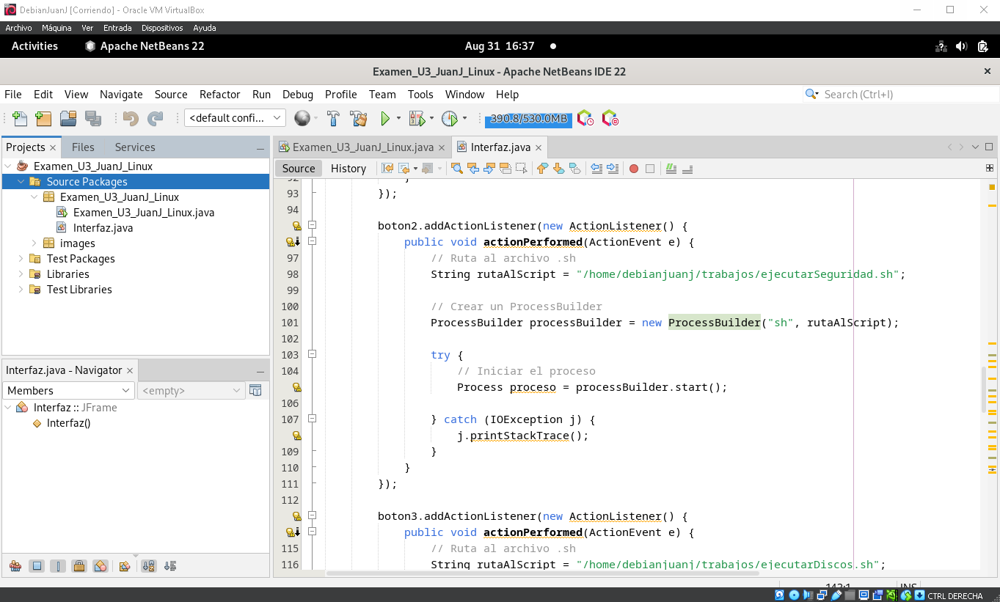 DebianJuanJ [Corriendo] - Oracle VM VirtualBox
Archivo Máquina Ver Entrada Dispositivos Ayuda
Activities Apache NetBeans 22 Aug 31 16:37
Examen_U3_JuanJ_Linux - Apache NetBeans IDE 22
File Edit View Navigate Source Refactor Run Debug Profile Team Tools Window Help Search (Ctrl+I)
<default confi... 390.8/530.0MB
Projects Files Services
Examen_U3_JuanJ_Linux
Source Packages
Examen_U3_JuanJ_Linux
Examen_U3_JuanJ_Linux.java
Interfaz.java
images
Test Packages
Libraries
Test Libraries
Interfaz.java - Navigator
Members <empty>
Interfaz :: JFrame
Interfaz()
Examen_U3_JuanJ_Linux.java Interfaz.java
Source History
92 }
93 });
94
boton2.addActionListener(new ActionListener() {
public void actionPerformed(ActionEvent e) {
97 // Ruta al archivo .sh
98 String rutaAlScript = "/home/debianjuanj/trabajos/ejecutarSeguridad.sh";
99
100 // Crear un ProcessBuilder
101 ProcessBuilder processBuilder = new ProcessBuilder("sh", rutaAlScript);
102
103 try {
104 // Iniciar el proceso
Process proceso = processBuilder.start();
106
107 } catch (IOException j) {
j.printStackTrace();
109 }
110 }
111 });
112
boton3.addActionListener(new ActionListener() {
public void actionPerformed(ActionEvent e) {
115 // Ruta al archivo .sh
116 String rutaAlScript = "/home/debianjuanj/trabajos/ejecutarDiscos.sh";
142:1 INS
CTRL DERECHA